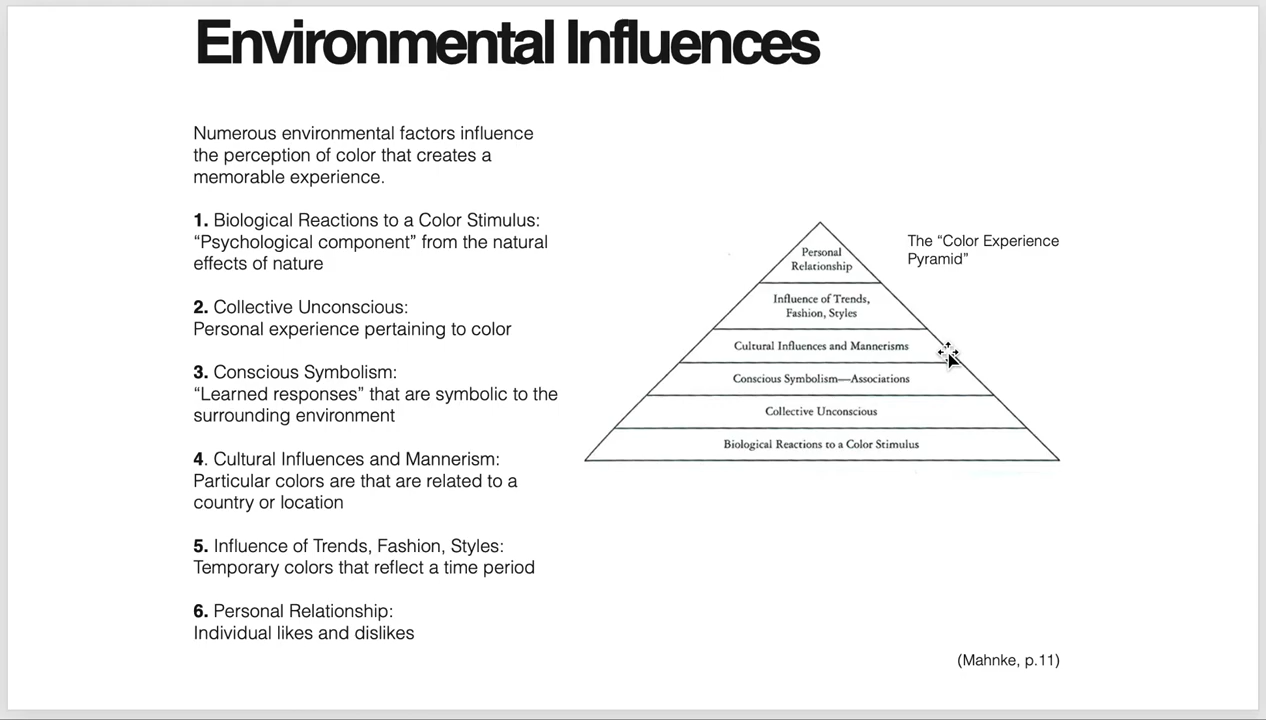 Environmental Influences
Numerous environmental factors influence
the perception of color that creates a
memorable experience.
1. Biological Reactions to a Color Stimulus:
“Psychological component” from the natural
effects of nature
2. Collective Unconscious:
Personal experience pertaining to color
3. Conscious Symbolism:
“Learned responses” that are symbolic to the
surrounding environment
4. Cultural Influences and Mannerism:
Particular colors are that are related to a
country or location
5. Influence of Trends, Fashion, Styles:
Temporary colors that reflect a time period
6. Personal Relationship:
Individual likes and dislikes
The “Color Experience
Pyramid”
Personal
Relationship
Influence of Trends,
Fashion, Styles
Cultural Influences and Mannerisms
Conscious Symbolism—Associations
Collective Unconscious
Biological Reactions to a Color Stimulus
(Mahnke, p.11)